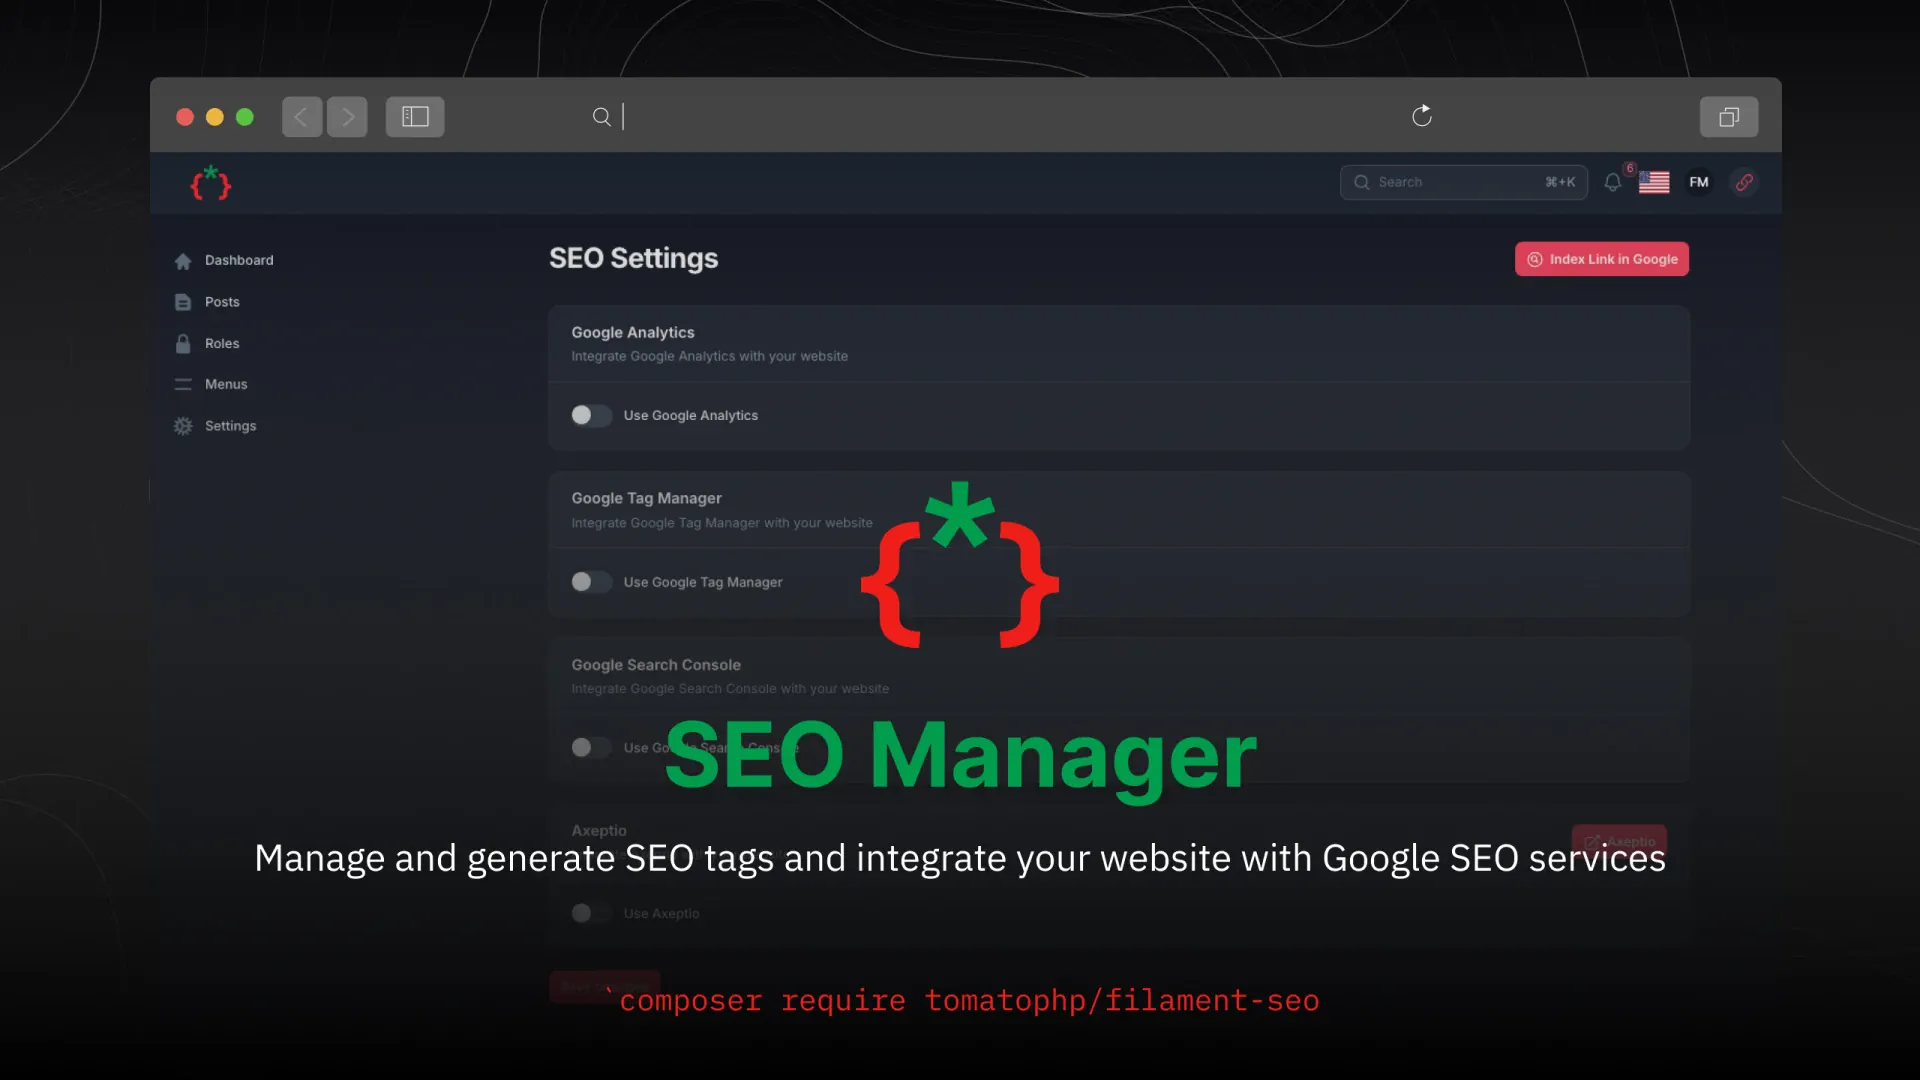 Search
⌘+K
6
FM
Dashboard
Posts
Roles
Menus
Settings
SEO Settings
Index Link in Google
Google Analytics
Integrate Google Analytics with your website
Use Google Analytics
Google Tag Manager
Integrate Google Tag Manager with your website
Use Google Tag Manager
{*}
Google Search Console
Integrate Google Search Console with your website
Use Google Search Console
SEO Manager
Axeptio
Axeptio
Manage and generate SEO tags and integrate your website with Google SEO services
Use Axeptio
`composer require tomatophp/filament-seo